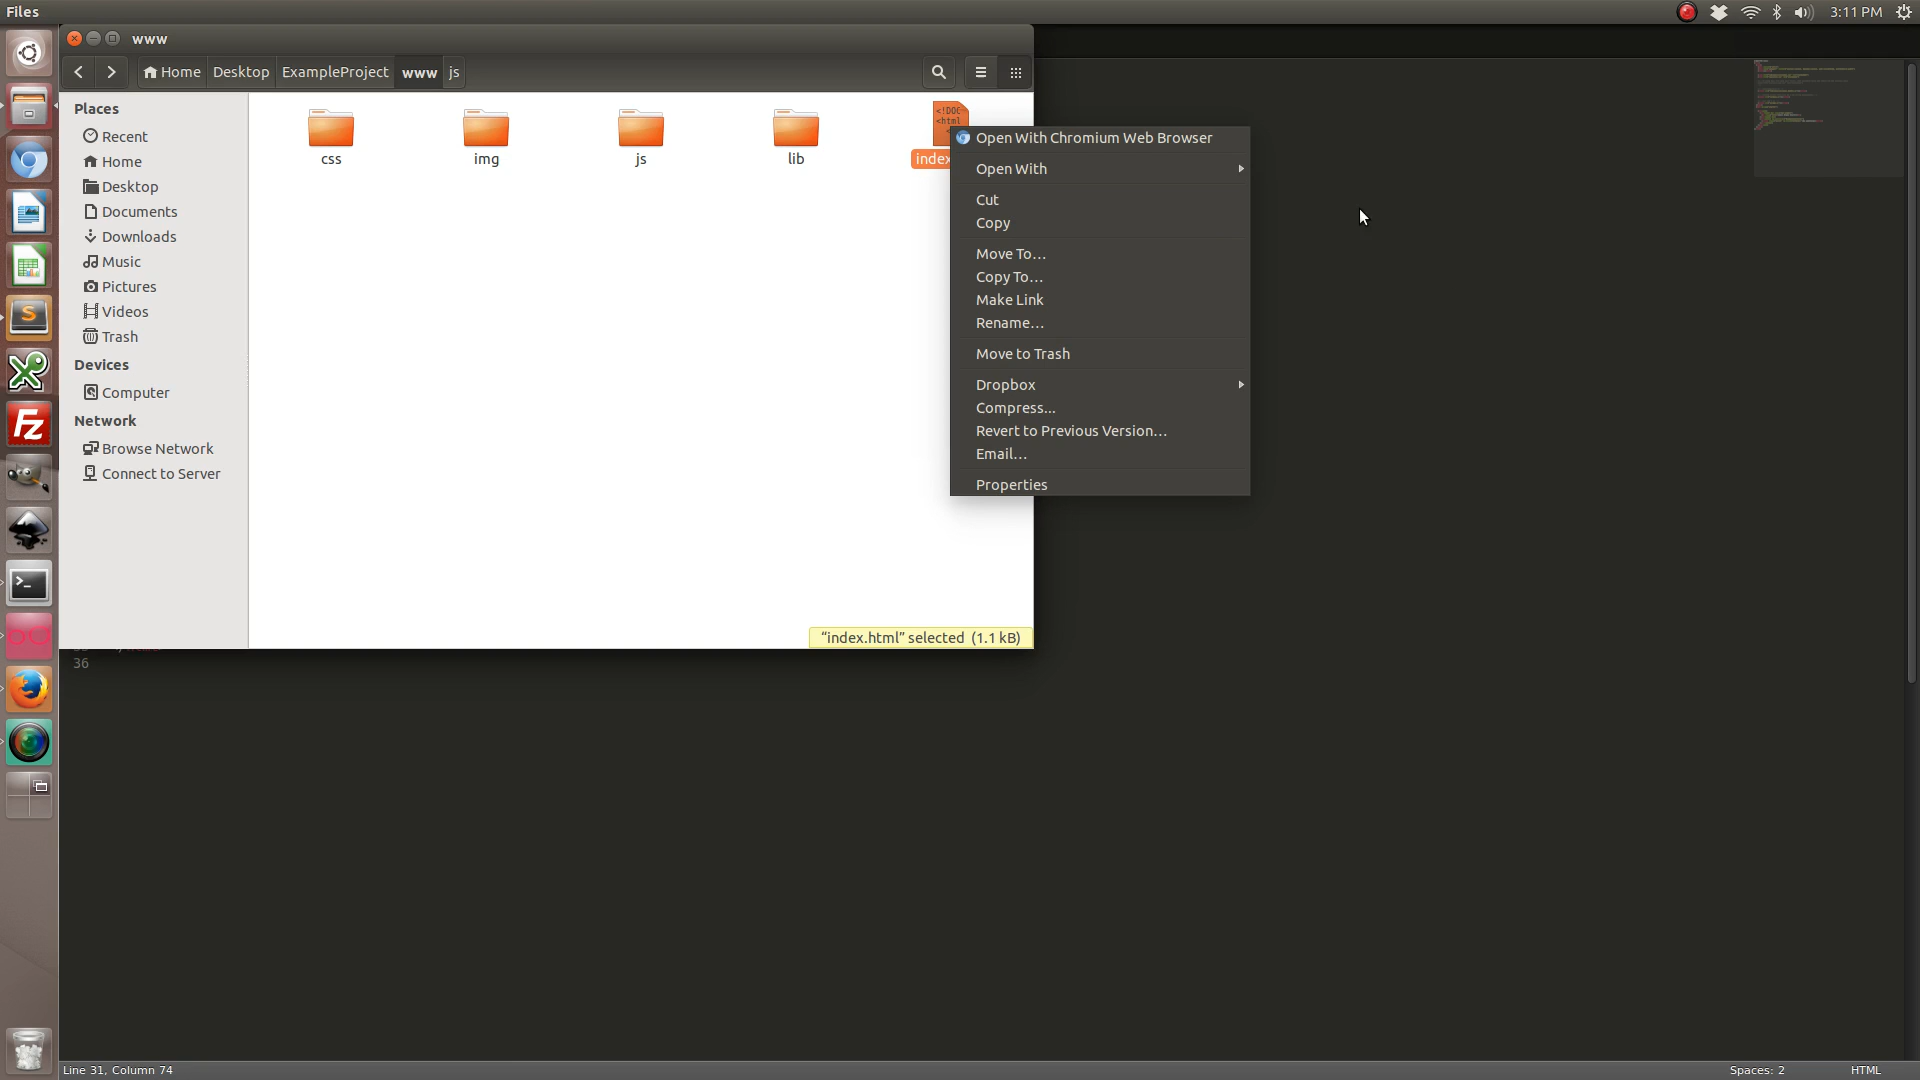 Files
3:11 PM
www
Home
Desktop
ExampleProject
www
js
Places
Recent
Home
Desktop
Documents
Downloads
Music
Pictures
Videos
Trash
Devices
Computer
Network
Browse Network
Connect to Server
css
img
js
lib
<!DOC
<html
index
Open With Chromium Web Browser
Open With
Cut
Copy
Move To...
Copy To...
Make Link
Rename...
Move to Trash
Dropbox
Compress...
Revert to Previous Version...
Email...
Properties
“index.html” selected (1.1 kB)
36
Line 31, Column 74
Spaces: 2
HTML